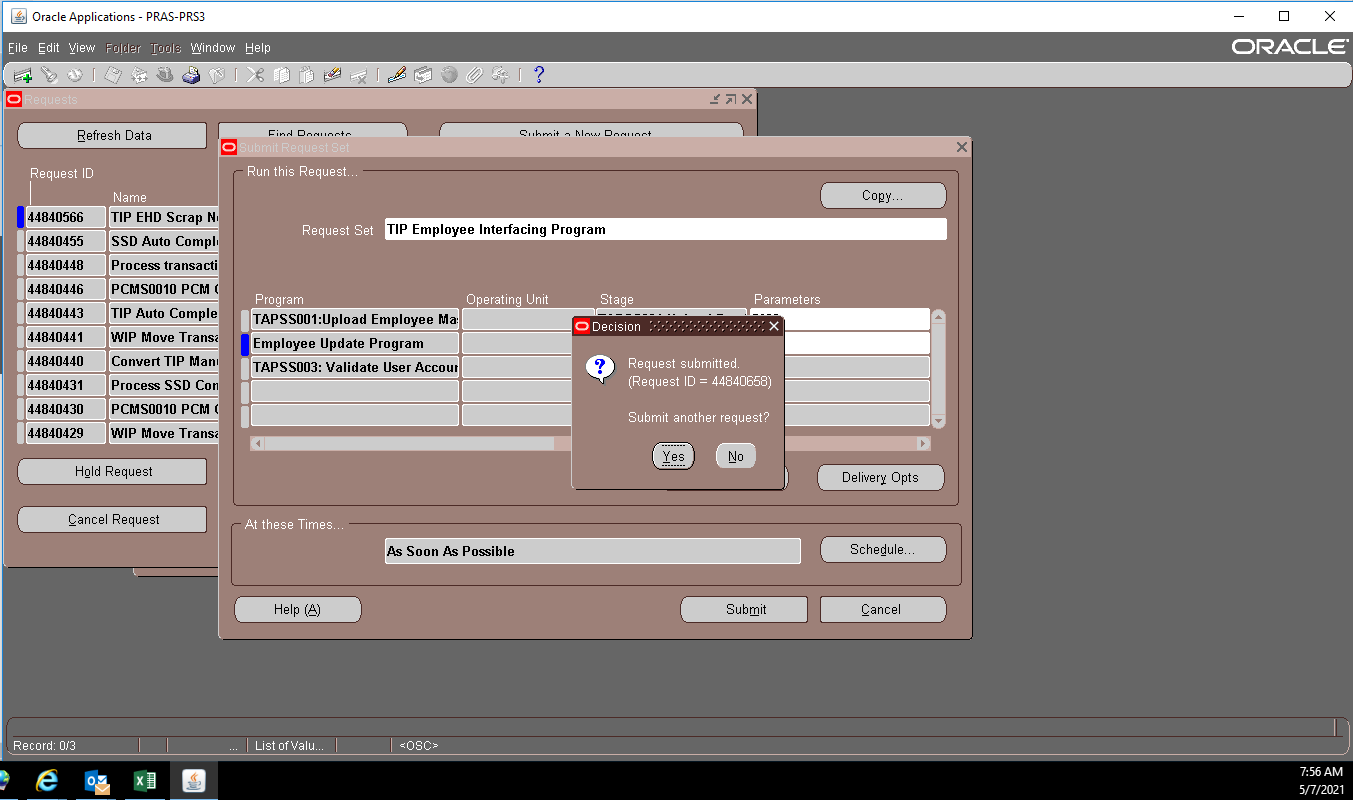 Oracle Applications - PRAS-PRS3
File Edit View Folder Tools Window Help
ORACLE
Requests
Refresh Data
Find Requests
Submit a New Request
Request ID
Name
44840566 TIP EHD Scrap
44840455 SSD Auto Compl
44840448 Process transacti
44840446 PCMS0010 PCM
44840443 TIP Auto Comple
44840441 WIP Move Transa
44840440 Convert TIP Man
44840431 Process SSD Con
44840430 PCMS0010 PCM
44840429 WIP Move Transa
Hold Request
Cancel Request
Submit Request Set
Run this Request...
Copy...
Request Set TIP Employee Interfacing Program
Program Operating Unit Stage Parameters
TAPSS001:Upload Employee Ma
Employee Update Program
TAPSS003: Validate User Accour
Decision
Request submitted.
(Request ID = 44840658)
Submit another request?
Yes No
Delivery Opts
At these Times...
As Soon As Possible
Schedule...
Help (A)
Submit
Cancel
Record: 0/3 ... List of Valu... <OSC>
7:56 AM
5/7/2021